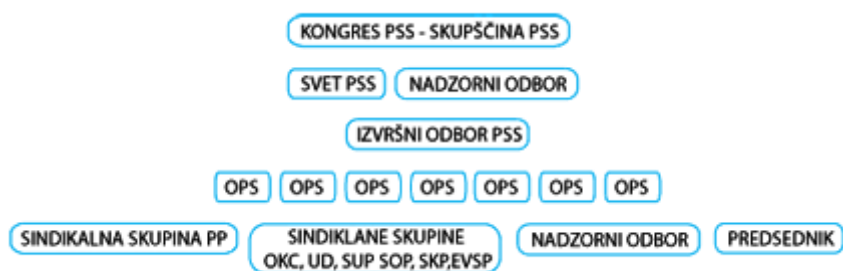 KONGRES PSS - SKUPŠČINA PSS
SVET PSS NADZORNI ODBOR
IZVRŠNI ODBOR PSS
OPS OPS OPS OPS OPS OPS OPS
SINDIKALNA SKUPINA PP SINDIKLANE SKUPINE NADZORNI ODBOR PREDSEDNIK
OKC, UD, SUP SOP, SKP,EVSP